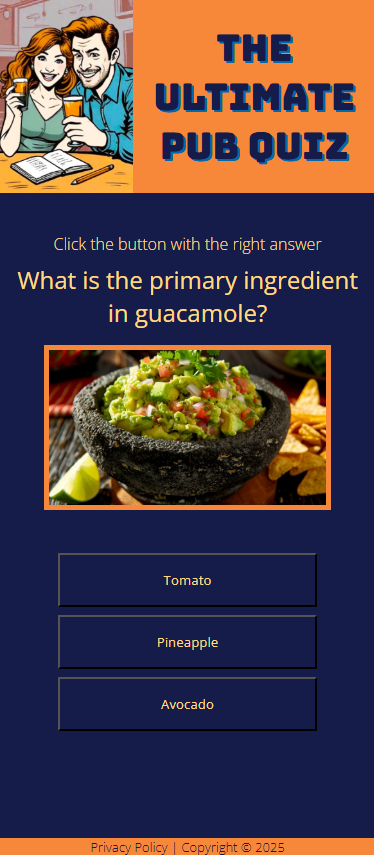 THE
ULTIMATE
PUB QUIZ
Click the button with the right answer
What is the primary ingredient
in guacamole?
Tomato
Pineapple
Avocado
Privacy Policy | Copyright © 2025